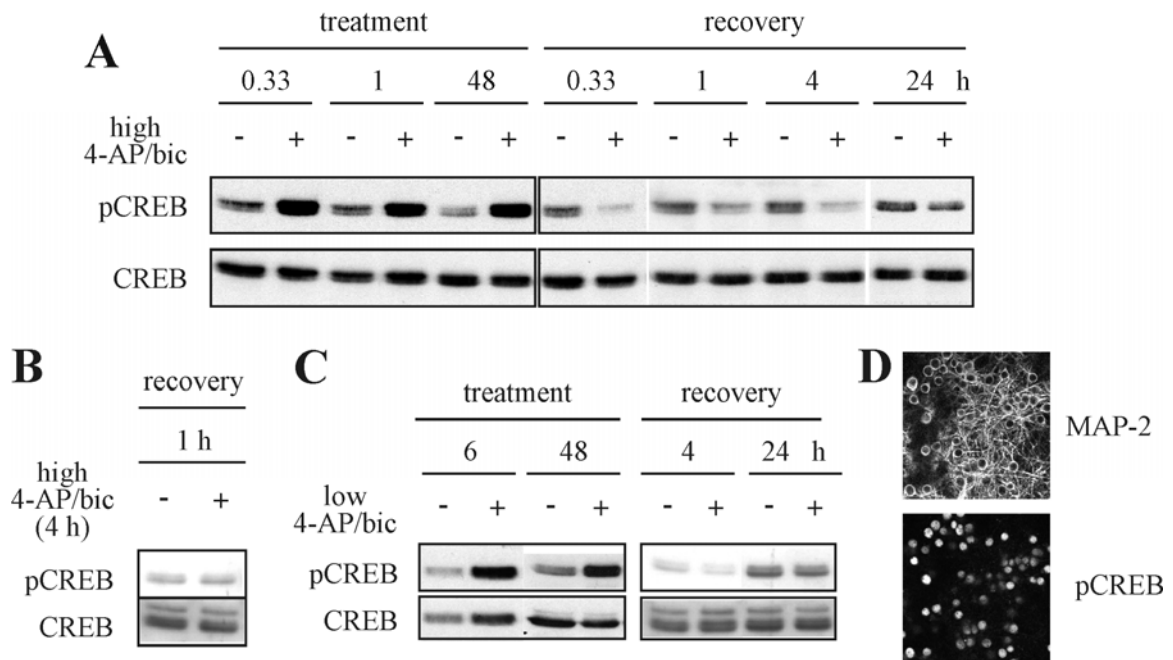 A
treatment recovery
0.33 1 48 0.33 1 4 24 h
high
4-AP/bic - + - + - + - + - + - + - +
pCREB
CREB
B
recovery
1 h
high
4-AP/bic
(4 h) - +
pCREB
CREB
C
treatment recovery
6 48 4 24 h
low
4-AP/bic - + - + - + - +
pCREB
CREB
D
MAP-2
pCREB